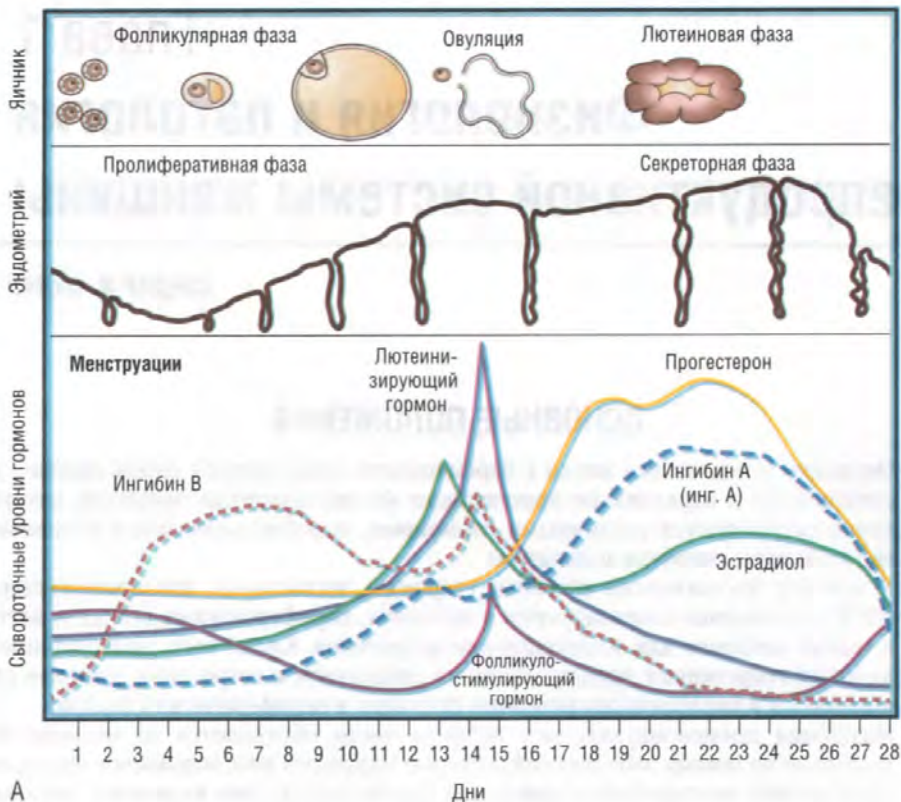 Фолликулярная фаза
Овуляция
Лютеиновая фаза
Яичник
Пролиферативная фаза
Секреторная фаза
Эндометрий
Менструации
Лютеини-
зирующий
гормон
Прогестерон
Ингибин В
Ингибин А
(инг. А)
Эстрадиол
Фолликуло-
стимулирующий
гормон
Сывороточные уровни гормонов
1 2 3 4 5 6 7 8 9 10 11 12 13 14 15 16 17 18 19 20 21 22 23 24 25 26 27 28
А
Дни